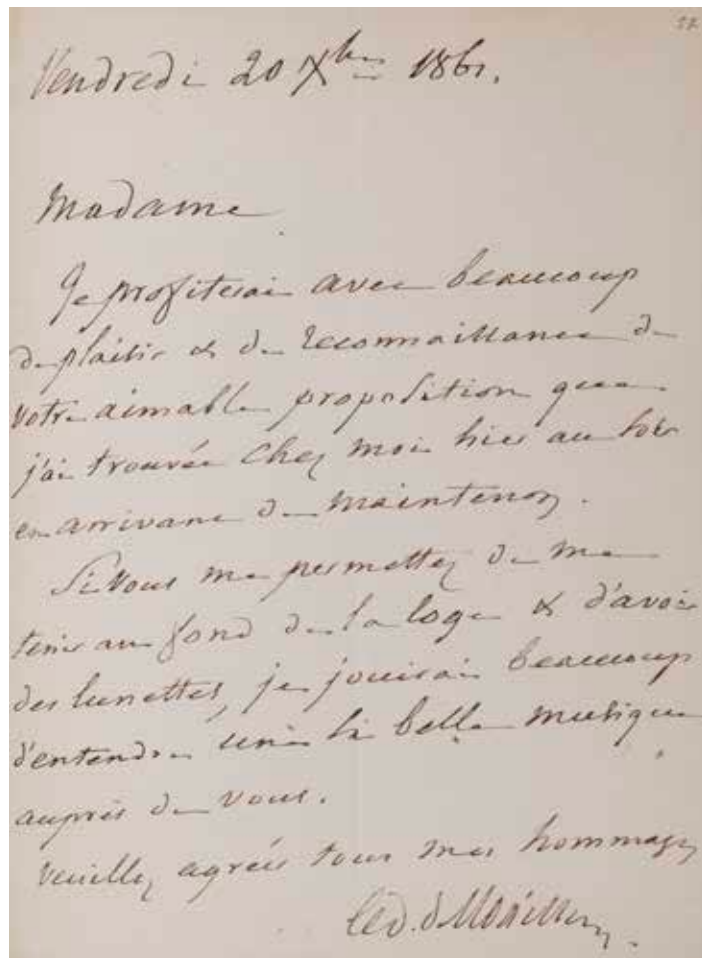 Vendredi 20 Xbre 1861.
Madame
Je profiterai avec beaucoup
de plaisir & de reconnaissance de
votre aimable proposition que
j'ai trouvée chez moi hier au soir
en arrivant de Maintenon.
Si vous me permettez de me
tenir au fond de la loge & d'avoir
des lunettes, je jouirai beaucoup
d'entendre une si belle musique
auprès de vous.
Veuillez agréer tous mes hommages